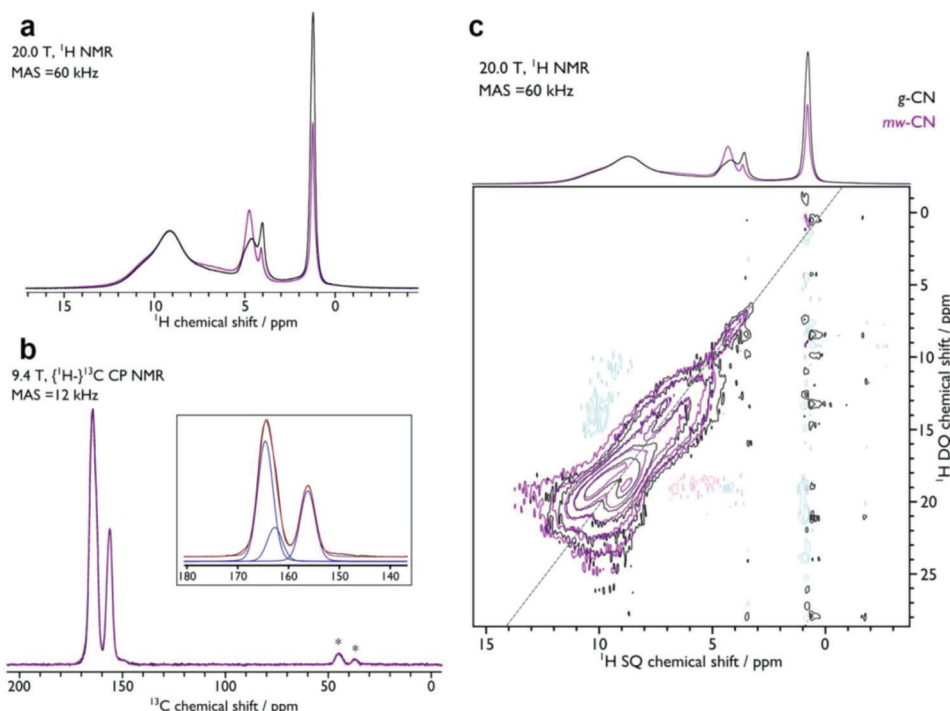 a
20.0 T, ¹H NMR
MAS =60 kHz
15 10 5 0
¹H chemical shift / ppm
b
9.4 T, {¹H-}¹³C CP NMR
MAS =12 kHz
180 170 160 150 140
* *
200 150 100 50 0
¹³C chemical shift / ppm
c
20.0 T, ¹H NMR
MAS =60 kHz
g-CN
mw-CN
0
5
10
15
20
25
¹H DQ chemical shift / ppm
15 10 5 0
¹H SQ chemical shift / ppm